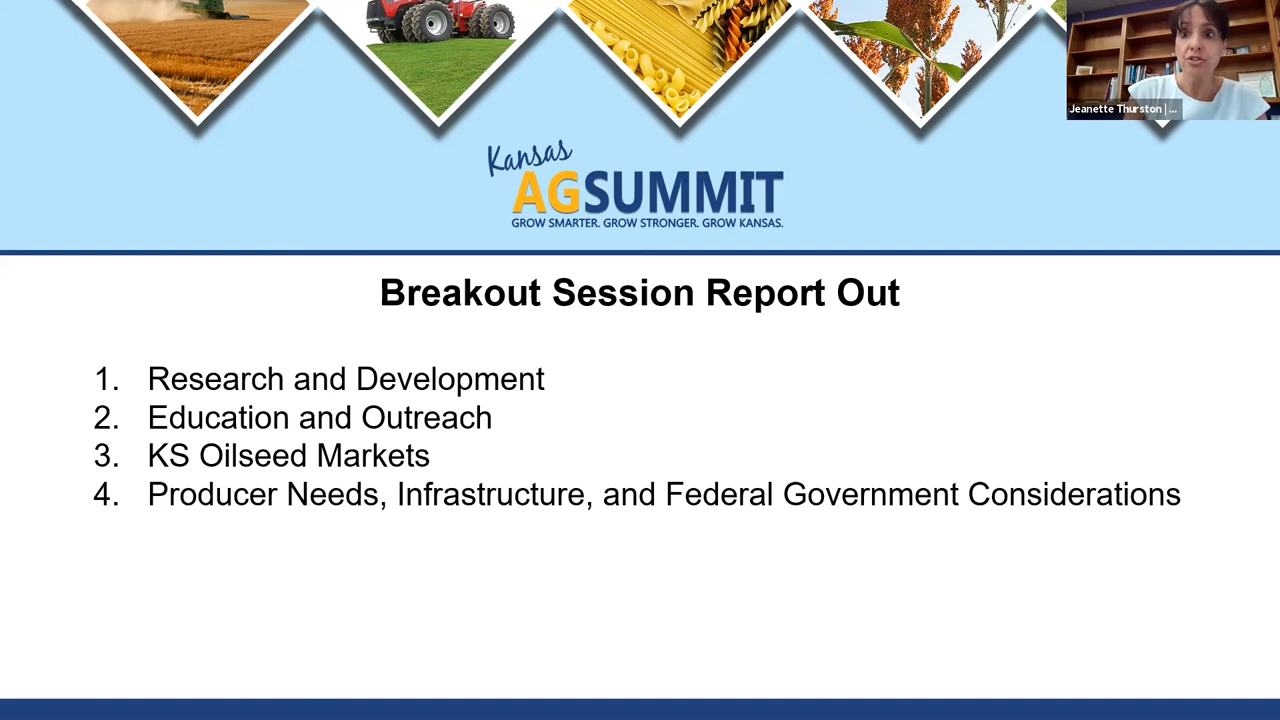 Jeanette Thurston | ...
Kansas
AGSUMMIT
GROW SMARTER. GROW STRONGER. GROW KANSAS.
Breakout Session Report Out
1. Research and Development
2. Education and Outreach
3. KS Oilseed Markets
4. Producer Needs, Infrastructure, and Federal Government Considerations